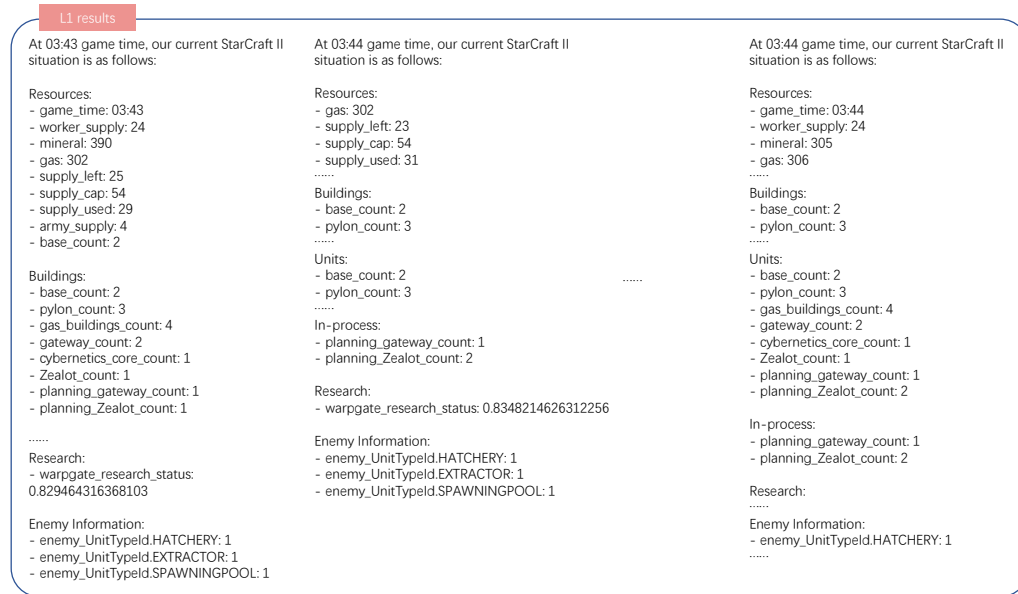 L1 results
At 03:43 game time, our current StarCraft II
situation is as follows:
Resources:
- game_time: 03:43
- worker_supply: 24
- mineral: 390
- gas: 302
- supply_left: 25
- supply_cap: 54
- supply_used: 29
- army_supply: 4
- base_count: 2
Buildings:
- base_count: 2
- pylon_count: 3
- gas_buildings_count: 4
- gateway_count: 2
- cybernetics_core_count: 1
- Zealot_count: 1
- planning_gateway_count: 1
- planning_Zealot_count: 1
......
Research:
- warpgate_research_status:
0.829464316368103
Enemy Information:
- enemy_UnitTypeId.HATCHERY: 1
- enemy_UnitTypeId.EXTRACTOR: 1
- enemy_UnitTypeId.SPAWNINGPOOL: 1
At 03:44 game time, our current StarCraft II
situation is as follows:
Resources:
- gas: 302
- supply_left: 23
- supply_cap: 54
- supply_used: 31
......
Buildings:
- base_count: 2
- pylon_count: 3
......
Units:
- base_count: 2
- pylon_count: 3
......
In-process:
- planning_gateway_count: 1
- planning_Zealot_count: 2
Research:
- warpgate_research_status: 0.8348214626312256
Enemy Information:
- enemy_UnitTypeId.HATCHERY: 1
- enemy_UnitTypeId.EXTRACTOR: 1
- enemy_UnitTypeId.SPAWNINGPOOL: 1
......
At 03:44 game time, our current StarCraft II
situation is as follows:
Resources:
- game_time: 03:44
- worker_supply: 24
- mineral: 305
- gas: 306
......
Buildings:
- base_count: 2
- pylon_count: 3
......
Units:
- base_count: 2
- pylon_count: 3
- gas_buildings_count: 4
- gateway_count: 2
- cybernetics_core_count: 1
- Zealot_count: 1
- planning_gateway_count: 1
- planning_Zealot_count: 2
In-process:
- planning_gateway_count: 1
- planning_Zealot_count: 2
Research:
......
Enemy Information:
- enemy_UnitTypeId.HATCHERY: 1
......